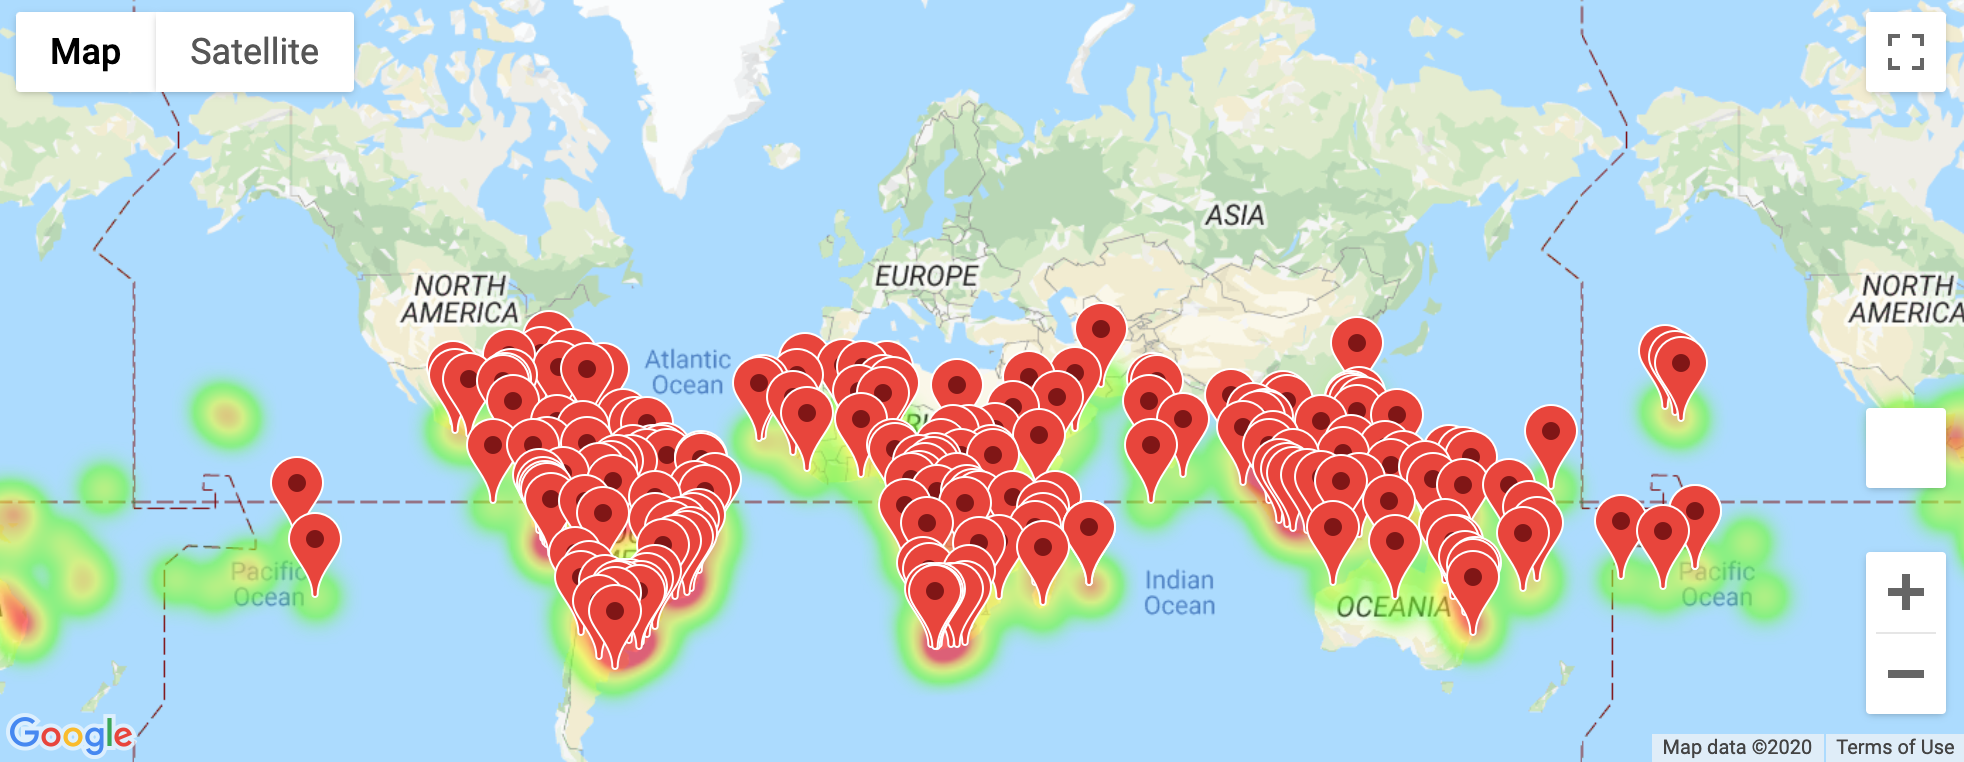 Map
Satellite
ASIA
EUROPE
NORTH
AMERICA
NORTH
AMERICA
Atlantic
Ocean
Pacific
Ocean
Indian
Ocean
OCEANIA
Pacific
Ocean
Google
Map data ©2020
Terms of Use